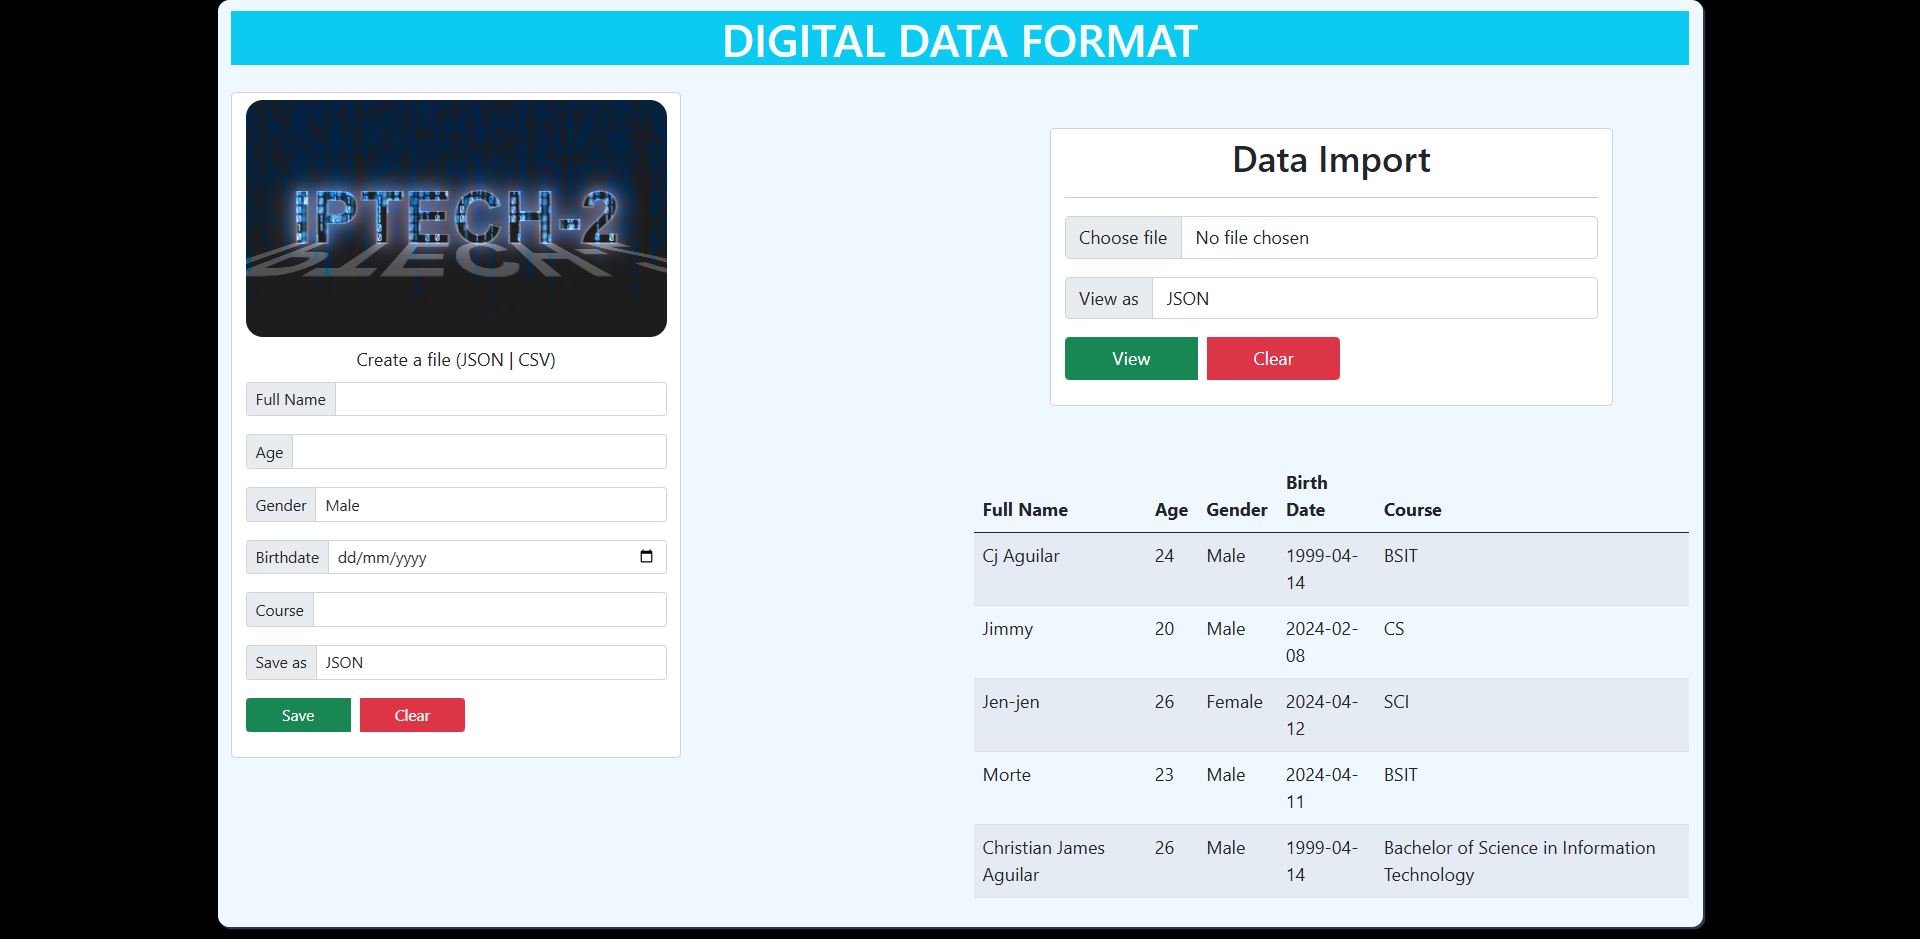 DIGITAL DATA FORMAT
IPTECH-2
Create a file (JSON | CSV)
Full Name
Age
Gender Male
Birthdate dd/mm/yyyy
Course
Save as JSON
Save Clear
Data Import
Choose file No file chosen
View as JSON
View Clear
Full Name Age Gender Birth Date Course
Cj Aguilar 24 Male 1999-04-14 BSIT
Jimmy 20 Male 2024-02-08 CS
Jen-jen 26 Female 2024-04-12 SCI
Morte 23 Male 2024-04-11 BSIT
Christian James Aguilar 26 Male 1999-04-14 Bachelor of Science in Information Technology